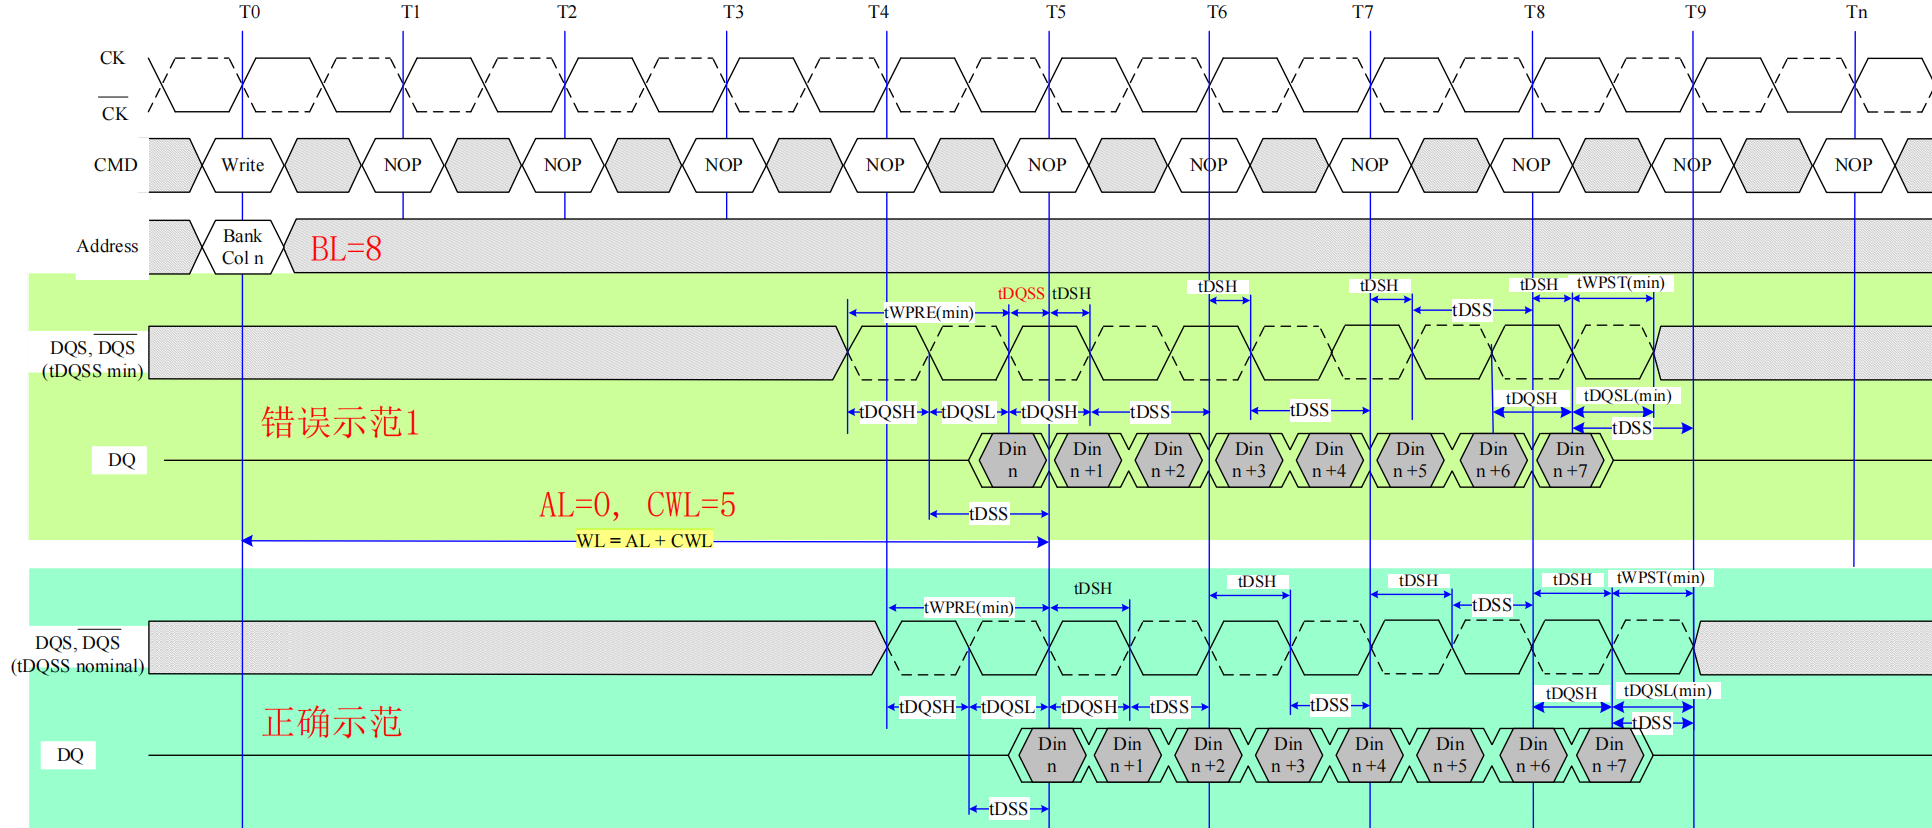 T0 T1 T2 T3 T4 T5 T6 T7 T8 T9 Tn
CK
CK
CMD Write NOP NOP NOP NOP NOP NOP NOP NOP NOP NOP
Address Bank
Col n
BL=8
tDSH tDSH tDSH tWPST(min)
tDQSS tDSH
tWPRE(min) tDSS
DQS, DQS
(tDQSS min)
tDQSH tDQSL tDQSH tDSS tDSS tDQSH tDQSL(min)
tDSS
错误示范1
DQ
Din Din Din Din Din Din Din Din
n n +1 n +2 n +3 n +4 n +5 n +6 n +7
AL=0, CWL=5
tDSS
WL = AL + CWL
tDSH tDSH tDSH tDSH tWPST(min)
tWPRE(min) tDSS
DQS, DQS
(tDQSS nominal)
tDQSH tDQSL tDQSH tDSS tDSS tDQSH tDQSL(min)
tDSS
正确示范
DQ
Din Din Din Din Din Din Din Din
n n +1 n +2 n +3 n +4 n +5 n +6 n +7
tDSS